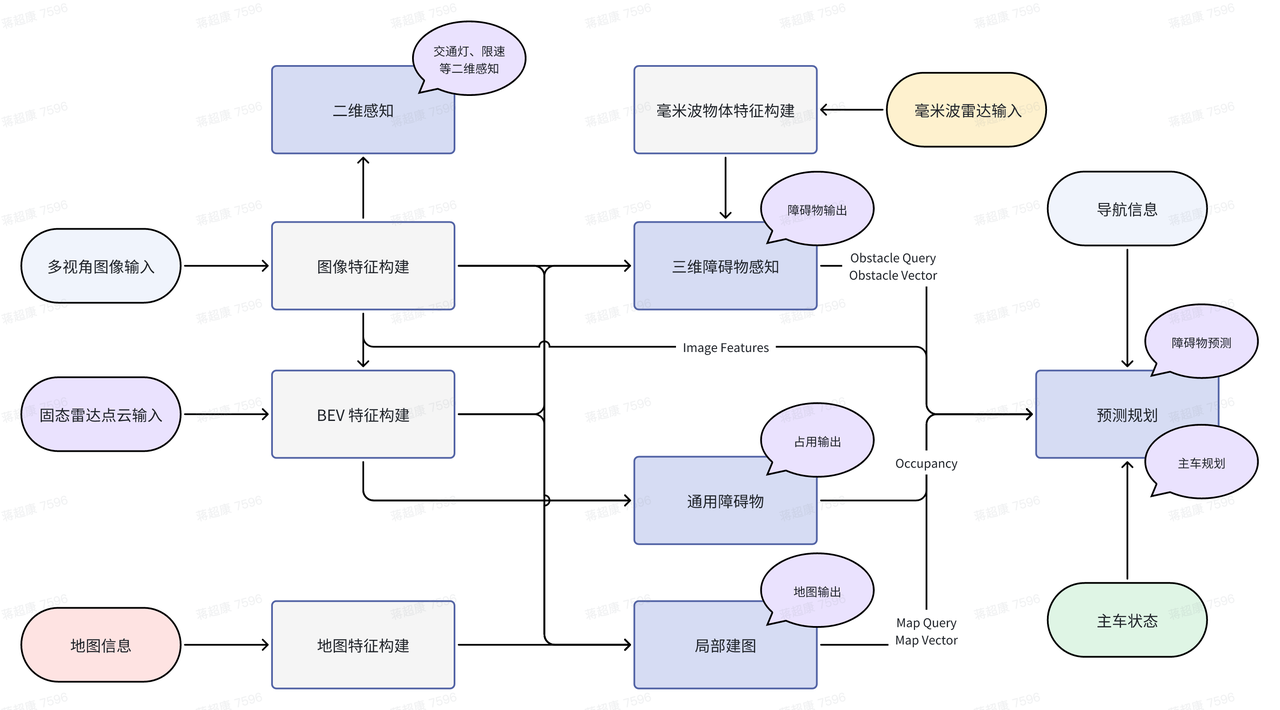 交通灯、限速
等二维感知
二维感知
毫米波物体特征构建
毫米波雷达输入
障碍物输出
导航信息
多视角图像输入
图像特征构建
三维障碍物感知
Obstacle Query
Obstacle Vector
Image Features
障碍物预测
固态雷达点云输入
BEV 特征构建
预测规划
占用输出
主车规划
Occupancy
通用障碍物
地图输出
地图信息
地图特征构建
局部建图
Map Query
Map Vector
主车状态
蒋超康 7596